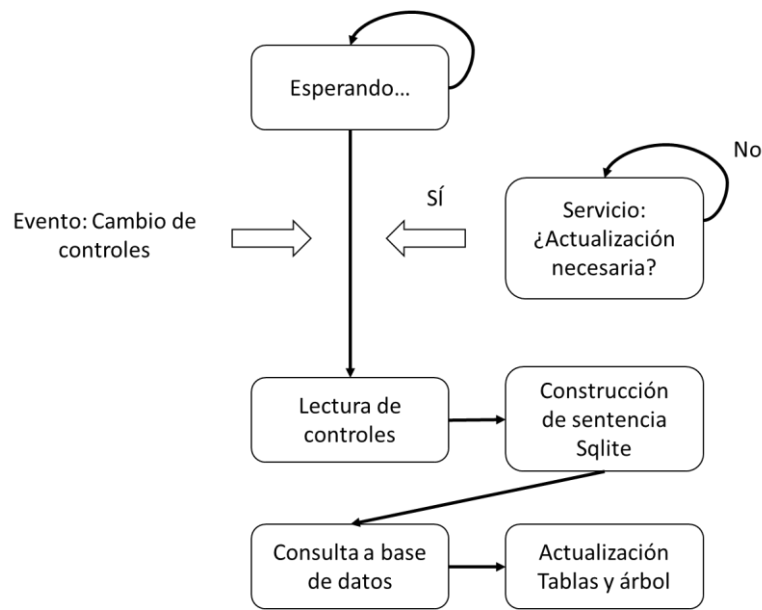 Esperando...
No
SÍ
Servicio:
¿Actualización
necesaria?
Evento: Cambio de
controles
Lectura de
controles
Construcción
de sentencia
Sqlite
Consulta a base
de datos
Actualización
Tablas y árbol